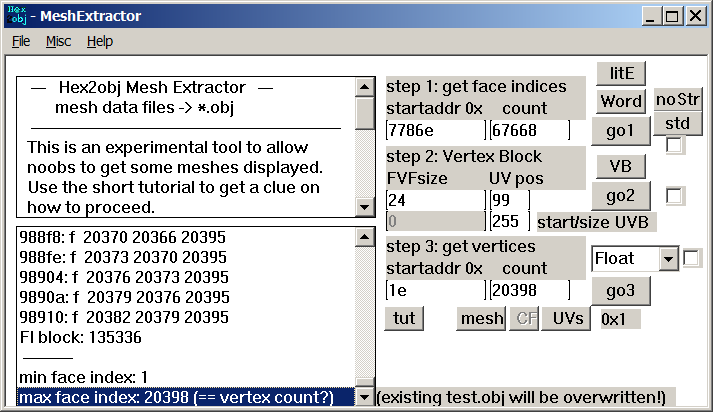 Hex
obj
- MeshExtractor
File Misc Help
— Hex2obj Mesh Extractor —
mesh data files -> *.obj
This is an experimental tool to allow
noobs to get some meshes displayed.
Use the short tutorial to get a clue on
how to proceed.
988f8: f 20370 20366 20395
988fe: f 20373 20370 20395
98904: f 20376 20373 20395
9890a: f 20379 20376 20395
98910: f 20382 20379 20395
FI block: 135336
min face index: 1
max face index: 20398 (== vertex count?)
step 1: get face indices
startaddr 0x count
7786e 67668
litE
Word
noStr
go1
std
step 2: Vertex Block
FVFsize UV pos
24 99
0 255 start/size UVB
VB
go2
step 3: get vertices
startaddr 0x count
1e 20398
Float
go3
tut mesh CF UVs 0x1
(existing test.obj will be overwritten!)